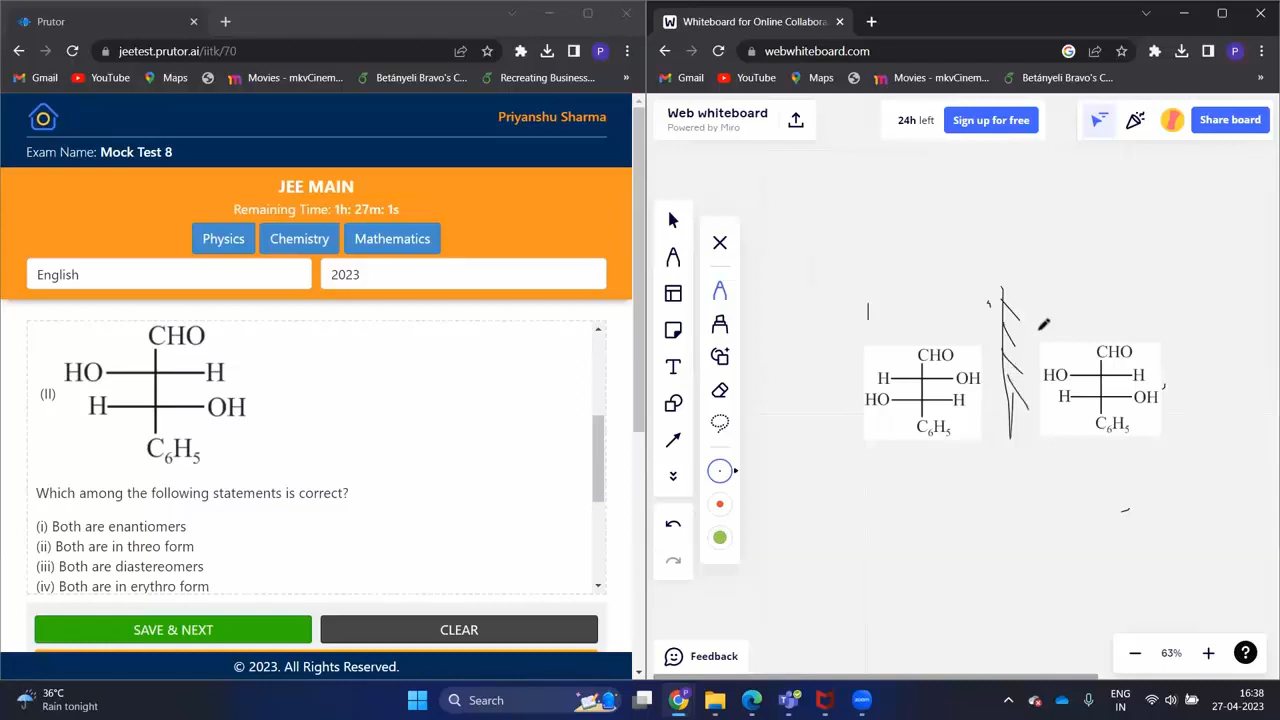 Prutor
Whiteboard for Online Collabora
jeetest.prutor.ai/iitk/70
webwhiteboard.com
Gmail
YouTube
Maps
Movies - mkvCinem...
Betányeli Bravo's C...
Recreating Business...
»
Gmail
YouTube
Maps
Movies - mkvCinem...
Betányeli Bravo's C...
»
Priyanshu Sharma
Exam Name: Mock Test 8
JEE MAIN
Remaining Time: 1h: 27m: 1s
Physics
Chemistry
Mathematics
English
2023
CHO
HO H
(II)
H OH
C₆H₅
Which among the following statements is correct?
(i) Both are enantiomers
(ii) Both are in threo form
(iii) Both are diastereomers
(iv) Both are in erythro form
SAVE & NEXT
CLEAR
© 2023. All Rights Reserved.
Web whiteboard
Powered by Miro
24h left
Sign up for free
Share board
CHO
H OH
HO H
C₆H₅
CHO
HO H
H OH
C₆H₅
Feedback
63%
36°C
Rain tonight
Search
zoom
ENG
IN
16:38
27-04-2023